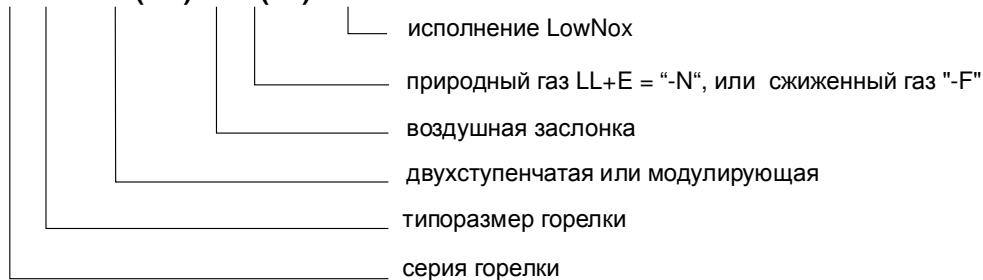 исполнение LowNox
природный газ LL+E = “-N“, или сжиженный газ "-F"
воздушная заслонка
двухступенчатая или модулирующая
типоразмер горелки
серия горелки